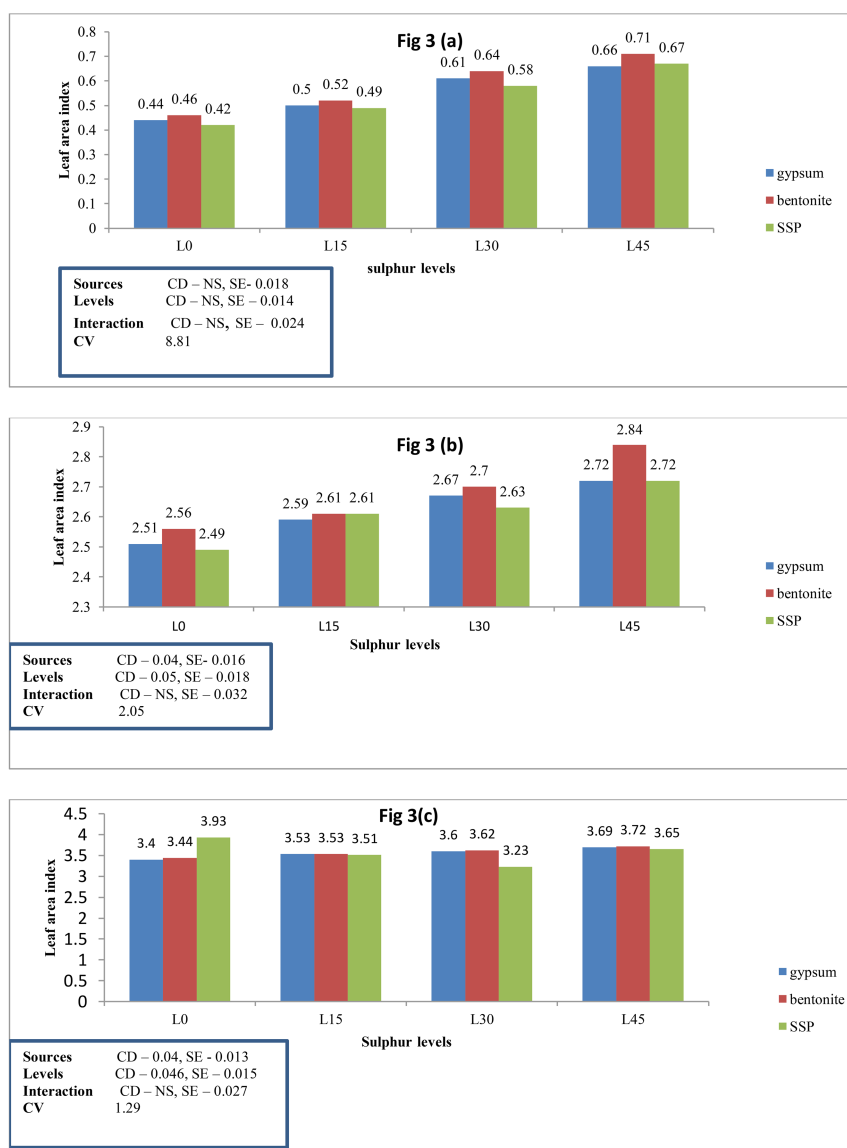 Fig 3 (a)
Leaf area index
0.8
0.7
0.6
0.5
0.4
0.3
0.2
0.1
0
0.44 0.46 0.42
0.5 0.52 0.49
0.61 0.64 0.58
0.66 0.71 0.67
L0 L15 L30 L45
sulphur levels
gypsum
bentonite
SSP
Sources CD – NS, SE- 0.018
Levels CD – NS, SE – 0.014
Interaction CD – NS, SE – 0.024
CV 8.81
Fig 3 (b)
Leaf area index
2.9
2.8
2.7
2.6
2.5
2.4
2.3
2.51 2.56 2.49
2.59 2.61 2.61
2.67 2.7 2.63
2.72 2.84 2.72
L0 L15 L30 L45
Sulphur levels
gypsum
bentonite
SSP
Sources CD – 0.04, SE- 0.016
Levels CD – 0.05, SE – 0.018
Interaction CD – NS, SE – 0.032
CV 2.05
Fig 3(c)
Leaf area index
4.5
4
3.5
3
2.5
2
1.5
1
0.5
0
3.4 3.44 3.93
3.53 3.53 3.51
3.6 3.62 3.23
3.69 3.72 3.65
L0 L15 L30 L45
Sulphur levels
gypsum
bentonite
SSP
Sources CD – 0.04, SE - 0.013
Levels CD – 0.046, SE – 0.015
Interaction CD – NS, SE – 0.027
CV 1.29